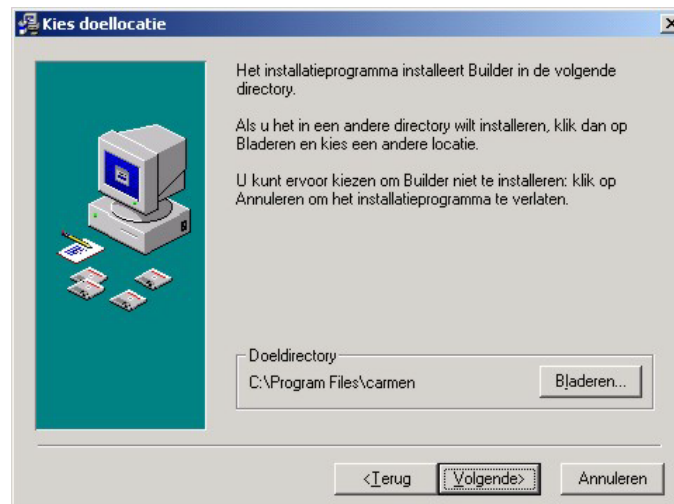 Kies doellocatie
Het installatieprogramma installeert Builder in de volgende
directory.
Als u het in een andere directory wilt installeren, klik dan op
Bladeren en kies een andere locatie.
U kunt ervoor kiezen om Builder niet te installeren: klik op
Annuleren om het installatieprogramma te verlaten.
Doeldirectory
C:\Program Files\carmen
Bladeren...
<Terug
Volgende>
Annuleren